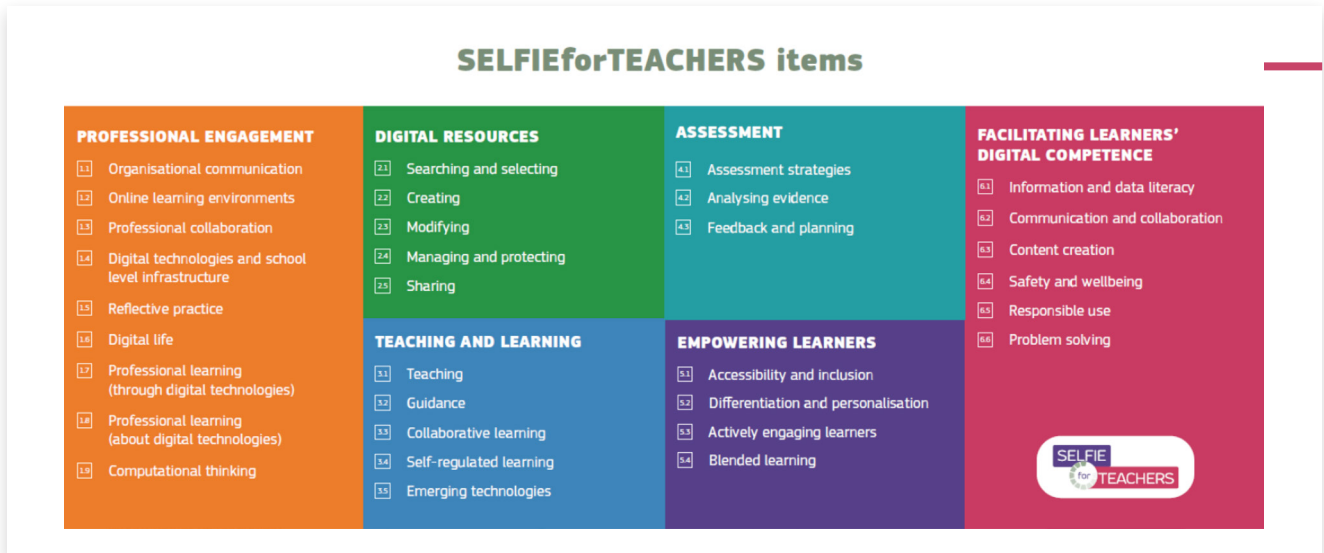 SELFIEforTEACHERS items
PROFESSIONAL ENGAGEMENT
1.1 Organisational communication
1.2 Online learning environments
1.3 Professional collaboration
1.4 Digital technologies and school
level infrastructure
1.5 Reflective practice
1.6 Digital life
1.7 Professional learning
(through digital technologies)
1.8 Professional learning
(about digital technologies)
1.9 Computational thinking
DIGITAL RESOURCES
2.1 Searching and selecting
2.2 Creating
2.3 Modifying
2.4 Managing and protecting
2.5 Sharing
TEACHING AND LEARNING
3.1 Teaching
3.2 Guidance
3.3 Collaborative learning
3.4 Self-regulated learning
3.5 Emerging technologies
ASSESSMENT
4.1 Assessment strategies
4.2 Analysing evidence
4.3 Feedback and planning
EMPOWERING LEARNERS
5.1 Accessibility and inclusion
5.2 Differentiation and personalisation
5.3 Actively engaging learners
5.4 Blended learning
FACILITATING LEARNERS'
DIGITAL COMPETENCE
6.1 Information and data literacy
6.2 Communication and collaboration
6.3 Content creation
6.4 Safety and wellbeing
6.5 Responsible use
6.6 Problem solving
SELFIE
for TEACHERS